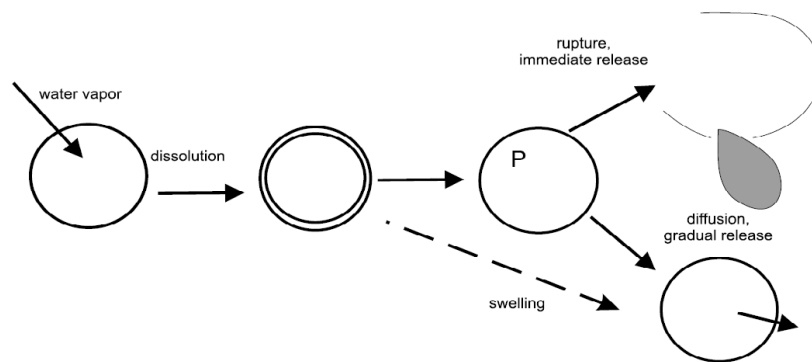 rupture,
immediate release
water vapor
dissolution
P
diffusion,
gradual release
swelling